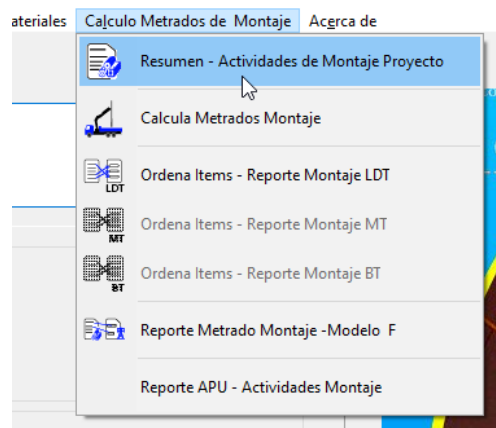 ateriales Calculo Metrados de Montaje Acerca de
Resumen - Actividades de Montaje Proyecto
Calcula Metrados Montaje
LDT Ordena Items - Reporte Montaje LDT
MT Ordena Items - Reporte Montaje MT
BT Ordena Items - Reporte Montaje BT
Reporte Metrado Montaje -Modelo F
Reporte APU - Actividades Montaje